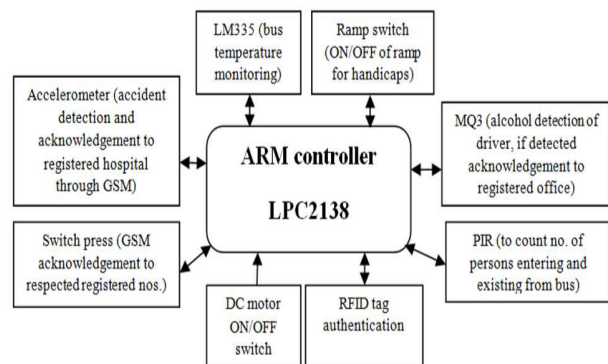 LM335 (bus
temperature
monitoring)
Ramp switch
(ON/OFF of ramp
for handicaps)
Accelerometer (accident
detection and
acknowledgement to
registered hospital
through GSM)
ARM controller
LPC2138
MQ3 (alcohol detection of
driver, if detected
acknowledgement to
registered office)
Switch press (GSM
acknowledgement to
respected registered nos.)
PIR (to count no. of
persons entering and
existing from bus)
DC motor
ON/OFF
switch
RFID tag
authentication